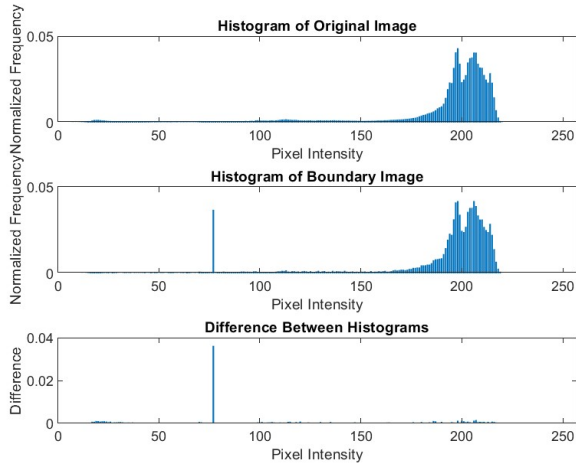 Histogram of Original Image
Normalized Frequency
0.05
0
0 50 100 150 200 250
Pixel Intensity
Histogram of Boundary Image
Normalized Frequency
0.05
0
0 50 100 150 200 250
Pixel Intensity
Difference Between Histograms
Difference
0.04
0.02
0
0 50 100 150 200 250
Pixel Intensity